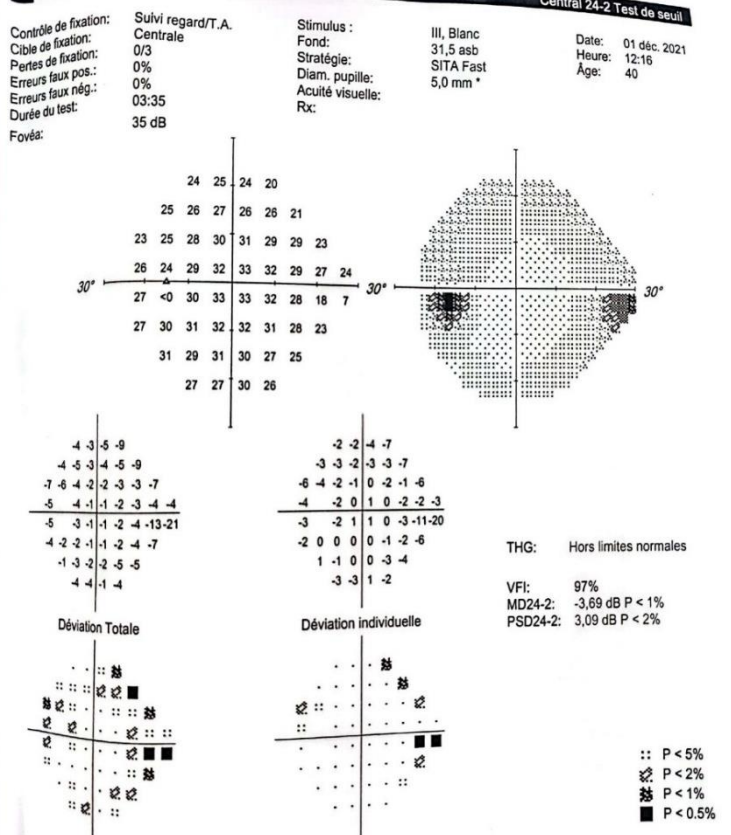 Central 24-2 Test de seuil
Contrôle de fixation: Suivi regard/T.A.
Cible de fixation: Centrale
Pertes de fixation: 0/3
Erreurs faux pos.: 0%
Erreurs faux nég.: 0%
Durée du test: 03:35
Fovéa: 35 dB
Stimulus : III, Blanc
Fond: 31,5 asb
Stratégie: SITA Fast
Diam. pupille: 5,0 mm *
Acuité visuelle:
Rx:
Date: 01 déc. 2021
Heure: 12:16
Âge: 40
24 25 24 20
25 26 27 26 26 21
23 25 28 30 31 29 29 23
26 24 29 32 33 32 29 27 24
30° 30° 30°
27 <0 30 33 33 32 28 18 7
27 30 31 32 32 31 28 23
31 29 31 30 27 25
27 27 30 26
-4 -3 -5 -9
-4 -5 -3 -4 -5 -9
-7 -6 -4 -2 -2 -3 -3 -7
-5 -4 -1 -1 -2 -3 -4 -4
-5 -3 -1 -1 -2 -4 -13 -21
-4 -2 -2 -1 -1 -2 -4 -7
-1 -3 -2 -2 -5 -5
-4 -4 -1 -4
Déviation Totale
-2 -2 -4 -7
-3 -3 -2 -3 -3 -7
-6 -4 -2 -1 0 -2 -1 -6
-4 -2 0 1 0 -2 -2 -3
-3 -2 1 1 0 -3 -11 -20
-2 0 0 0 0 -1 -2 -6
1 -1 0 0 -3 -4
-3 -3 1 -2
Déviation individuelle
THG: Hors limites normales
VFI: 97%
MD24-2: -3,69 dB P < 1%
PSD24-2: 3,09 dB P < 2%
P < 5%
P < 2%
P < 1%
P < 0.5%